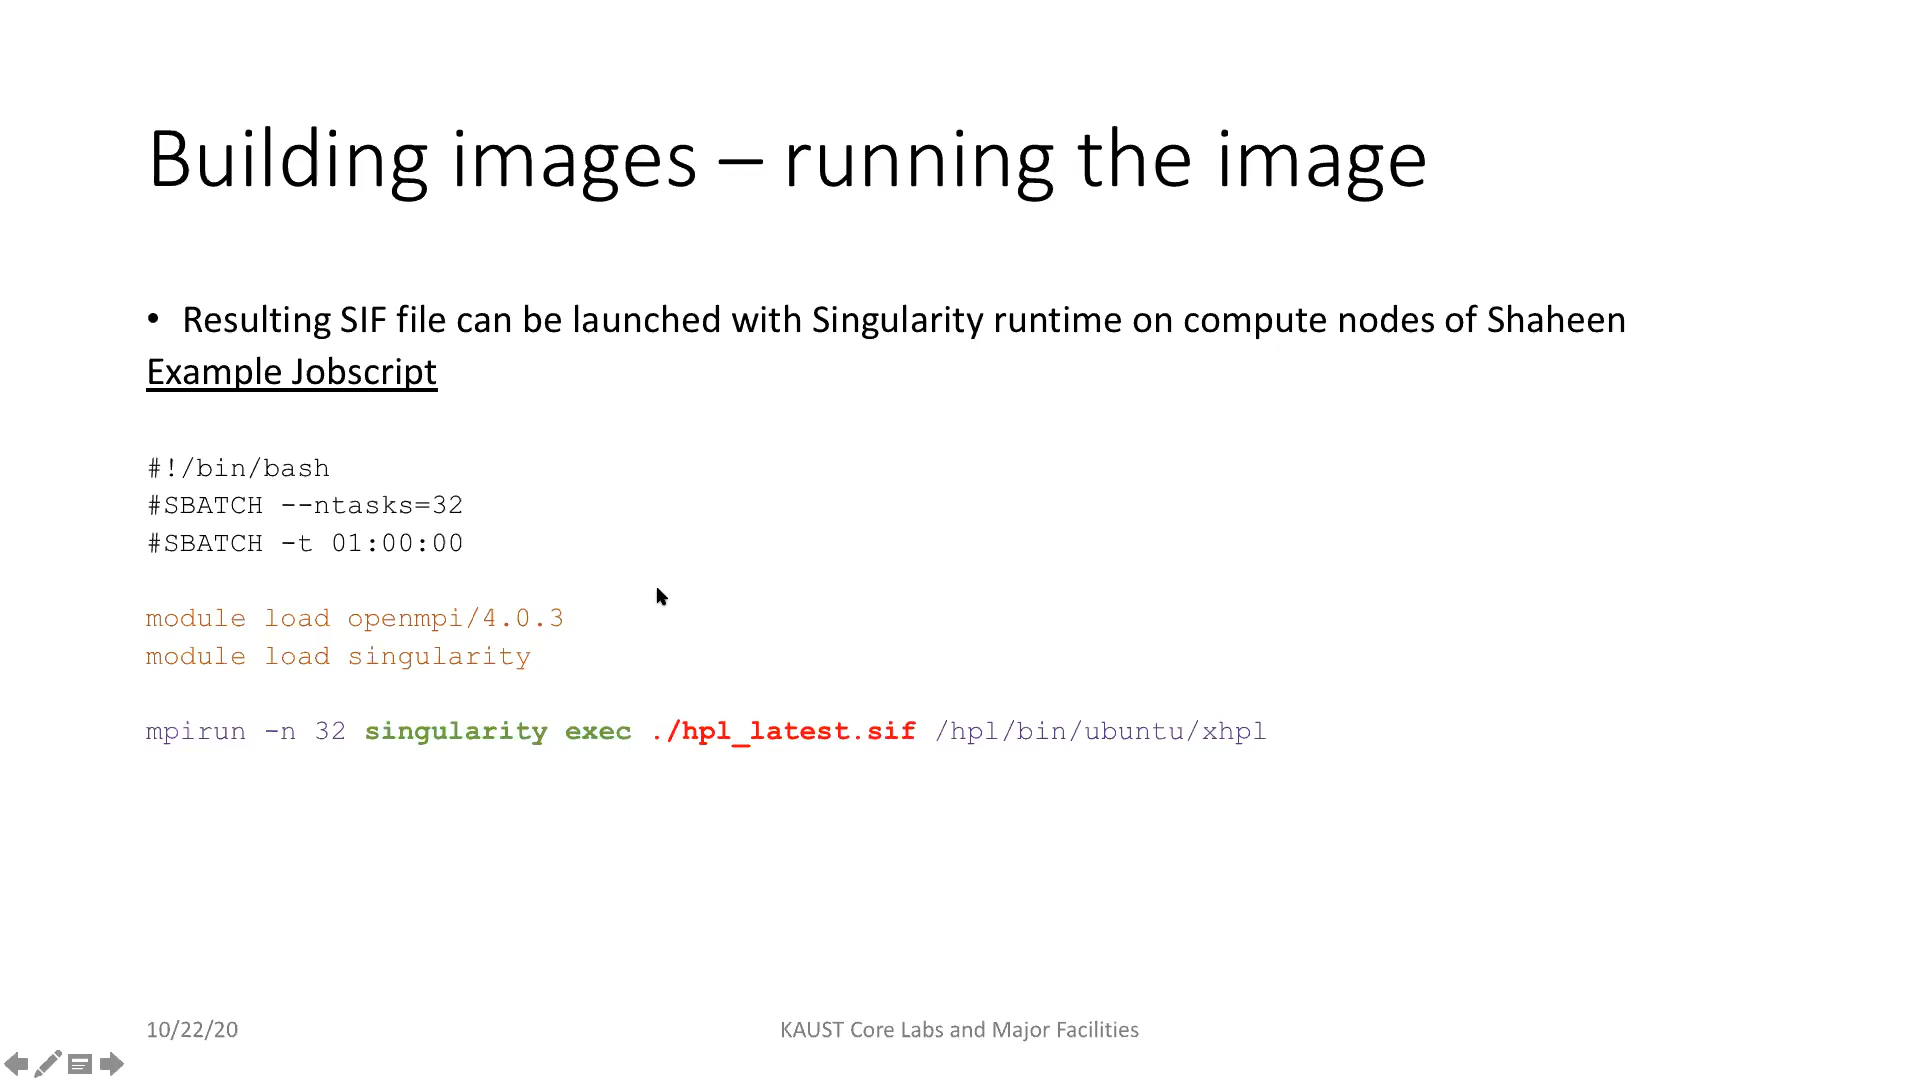 Building images – running the image
• Resulting SIF file can be launched with Singularity runtime on compute nodes of Shaheen
Example Jobscript
#!/bin/bash
#SBATCH --ntasks=32
#SBATCH -t 01:00:00
module load openmpi/4.0.3
module load singularity
mpirun -n 32 singularity exec ./hpl_latest.sif /hpl/bin/ubuntu/xhpl
10/22/20
KAUST Core Labs and Major Facilities